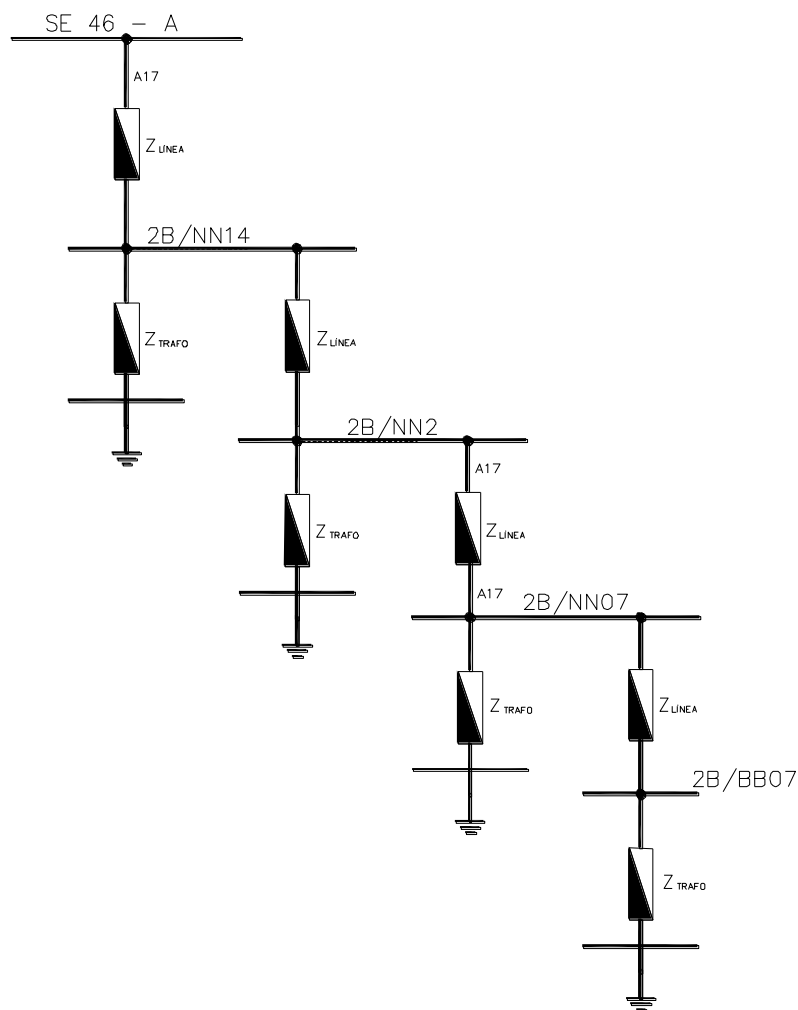 SE 46 - A
A17
Z LÍNEA
2B/NN14
Z TRAFO
Z LÍNEA
2B/NN2
A17
Z TRAFO
Z LÍNEA
A17
2B/NN07
Z TRAFO
Z LÍNEA
2B/BB07
Z TRAFO